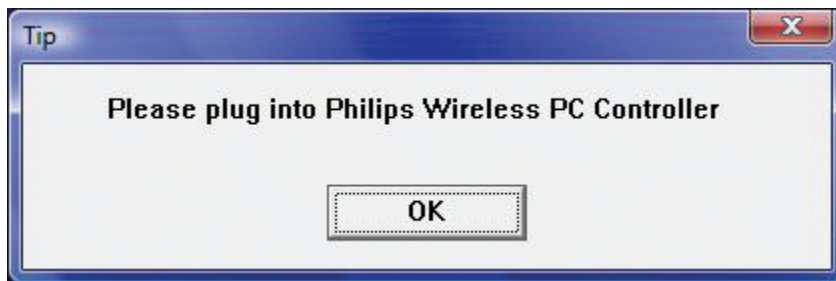 Tip
X
Please plug into Philips Wireless PC Controller
OK